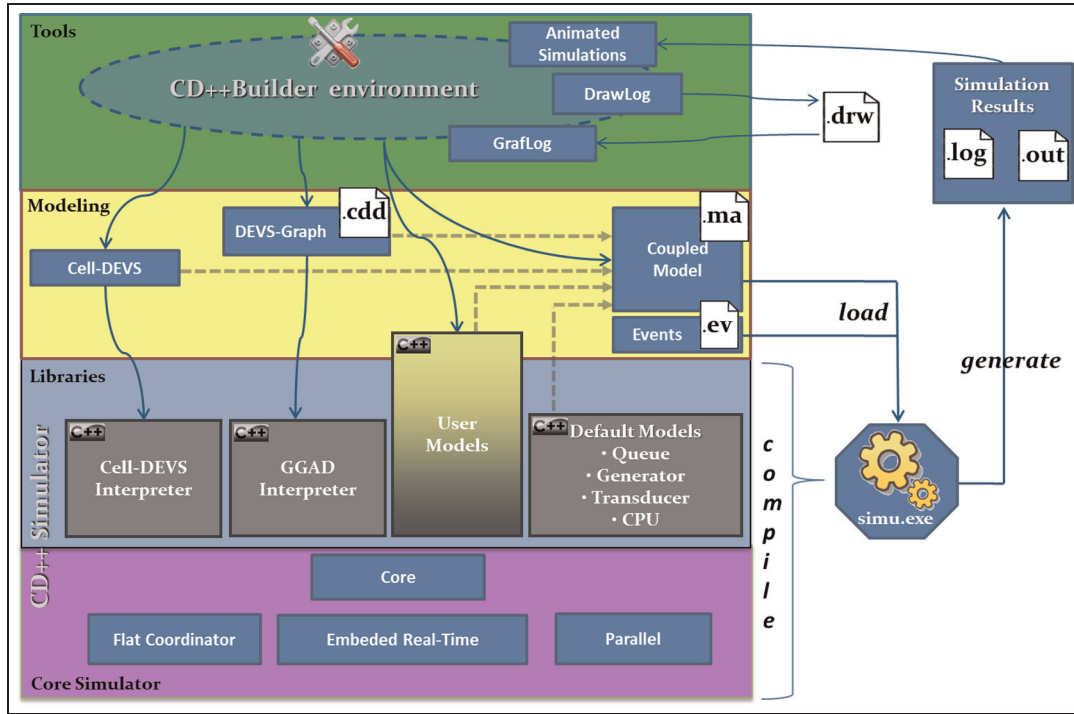 Tools
Animated
Simulations
CD++Builder environment
DrawLog
GrafLog
.drw
Simulation
Results
.log
.out
Modeling
.cdd
DEVS-Graph
.ma
Coupled
Model
Cell-DEVS
.ev
Events
load
generate
Libraries
C++
User
Models
C++
Cell-DEVS
Interpreter
C++
GGAD
Interpreter
C++
Default Models
· Queue
· Generator
· Transducer
· CPU
CD++ Simulator
compile
simu.exe
Core
Flat Coordinator
Embeded Real-Time
Parallel
Core Simulator